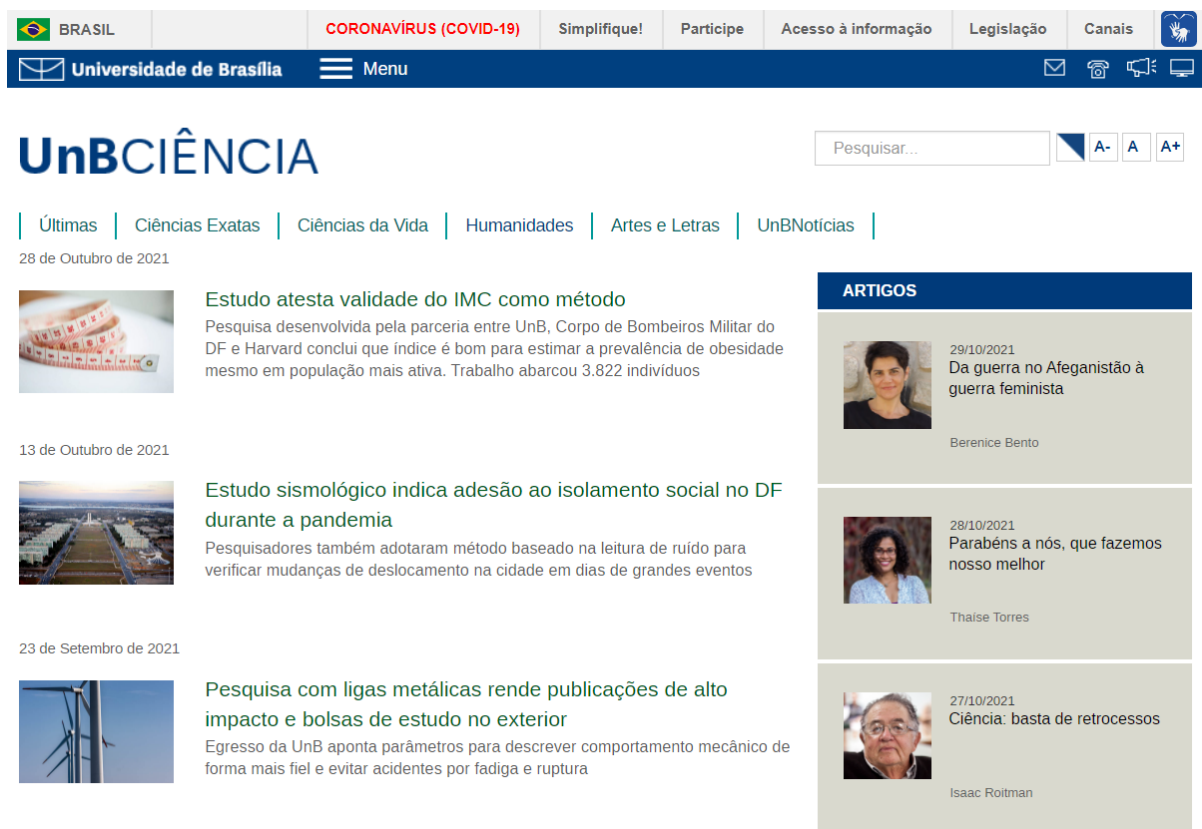 BRASIL
CORONAVÍRUS (COVID-19)
Simplifique!
Participe
Acesso à informação
Legislação
Canais
Universidade de Brasília
Menu
UnBCIÊNCIA
Pesquisar...
A-
A
A+
Últimas
Ciências Exatas
Ciências da Vida
Humanidades
Artes e Letras
UnBNotícias
28 de Outubro de 2021
Estudo atesta validade do IMC como método
Pesquisa desenvolvida pela parceria entre UnB, Corpo de Bombeiros Militar do
DF e Harvard conclui que índice é bom para estimar a prevalência de obesidade
mesmo em população mais ativa. Trabalho abarcou 3.822 indivíduos
13 de Outubro de 2021
Estudo sismológico indica adesão ao isolamento social no DF
durante a pandemia
Pesquisadores também adotaram método baseado na leitura de ruído para
verificar mudanças de deslocamento na cidade em dias de grandes eventos
23 de Setembro de 2021
Pesquisa com ligas metálicas rende publicações de alto
impacto e bolsas de estudo no exterior
Egresso da UnB aponta parâmetros para descrever comportamento mecânico de
forma mais fiel e evitar acidentes por fadiga e ruptura
ARTIGOS
29/10/2021
Da guerra no Afeganistão à
guerra feminista
Berenice Bento
28/10/2021
Parabéns a nós, que fazemos
nosso melhor
Thaíse Torres
27/10/2021
Ciência: basta de retrocessos
Isaac Roitman